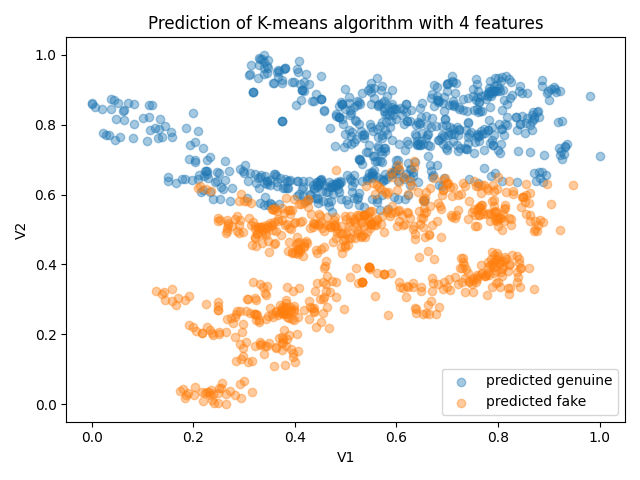 Prediction of K-means algorithm with 4 features
1.0
0.8
0.6
0.4
0.2
0.0
V2
0.0 0.2 0.4 0.6 0.8 1.0
V1
predicted genuine
predicted fake